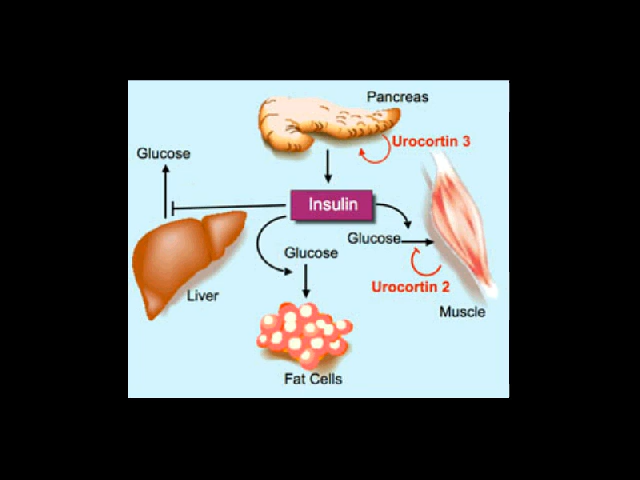 Pancreas
Urocortin 3
Glucose
Insulin
Glucose
Glucose
Urocortin 2
Liver
Muscle
Fat Cells